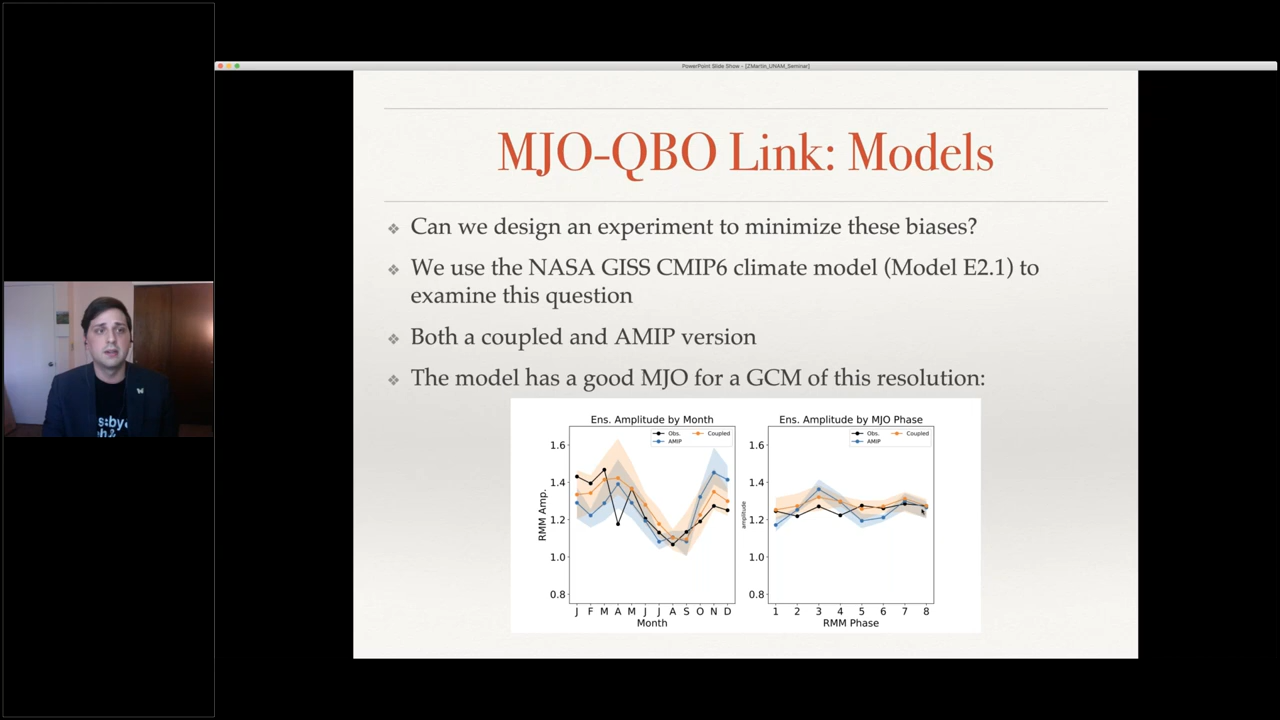 PowerPoint Slide Show - [ZMartin_UNAM_Seminar]
MJO-QBO Link: Models
Can we design an experiment to minimize these biases?
We use the NASA GISS CMIP6 climate model (Model E2.1) to
examine this question
Both a coupled and AMIP version
The model has a good MJO for a GCM of this resolution:
Ens. Amplitude by Month
Obs.
AMIP
Coupled
1.6
1.4
1.2
1.0
0.8
RMM Amp.
J F M A M J J A S O N D
Month
Ens. Amplitude by MJO Phase
Obs.
AMIP
Coupled
1.6
1.4
1.2
1.0
0.8
amplitude
1 2 3 4 5 6 7 8
RMM Phase